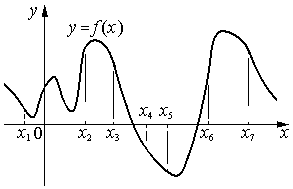 y
y = f(x)
x₄ x₅
x₁ 0 x₂ x₃ x₆ x₇ x